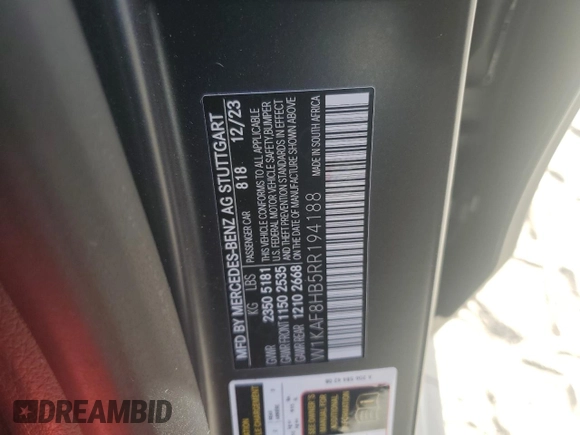 MFD BY MERCEDES-BENZ AG STUTTGART
PASSENGER CAR 818 12/23
KG LBS
GVWR 2350 5181
GAWR FRONT 1150 2535
GAWR REAR 1210 2668
THIS VEHICLE CONFORMS TO ALL APPLICABLE
U.S. FEDERAL MOTOR VEHICLE SAFETY, BUMPER
AND THEFT PREVENTION STANDARDS IN EFFECT
ON THE DATE OF MANUFACTURE SHOWN ABOVE
W1KAF8HB5RR194188
MADE IN SOUTH AFRICA
SEE OWNER'S
DREAMBID